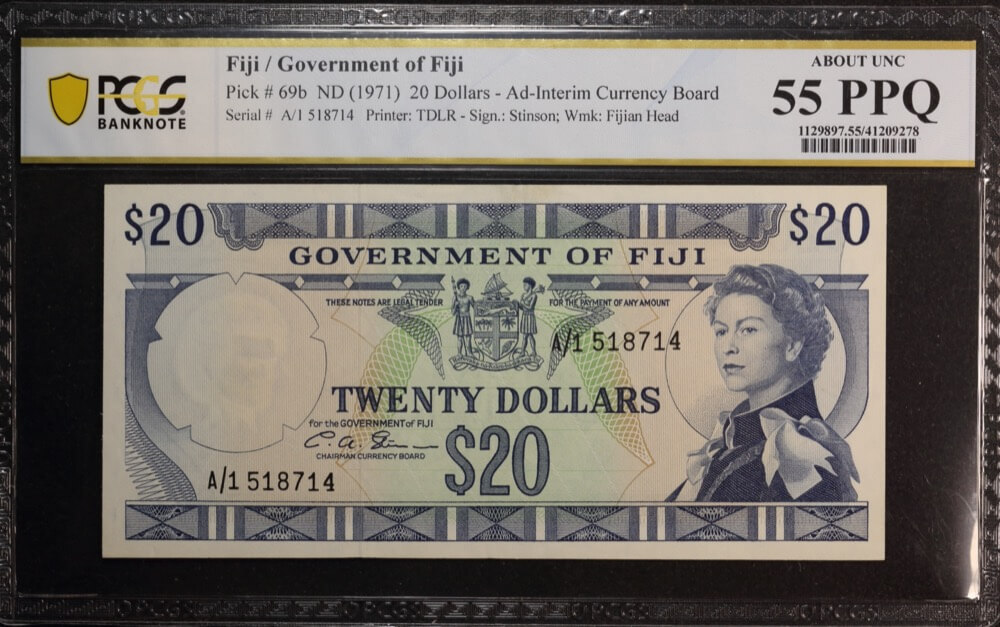 PCGS
BANKNOTE
Fiji / Government of Fiji
Pick # 69b ND (1971) 20 Dollars - Ad-Interim Currency Board
Serial # A/1 518714 Printer: TDLR - Sign.: Stinson; Wmk: Fijian Head
ABOUT UNC
55 PPQ
1129897.55/41209278
$20 $20
GOVERNMENT OF FIJI
THESE NOTES ARE LEGAL TENDER FOR THE PAYMENT OF ANY AMOUNT
A/1 518714
TWENTY DOLLARS
for the GOVERNMENT of FIJI
CHAIRMAN CURRENCY BOARD
$20
A/1 518714